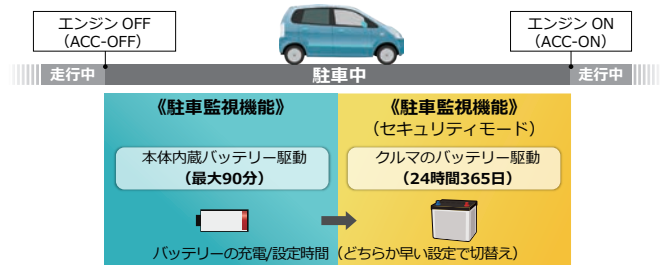 エンジン OFF
（ACC-OFF）
エンジン ON
（ACC-ON）
走行中
駐車中
走行中
《駐車監視機能》
《駐車監視機能》
（セキュリティモード）
本体内蔵バッテリー駆動
（最大90分）
クルマのバッテリー駆動
（24時間365日）
バッテリーの充電/設定時間（どちらか早い設定で切替え）